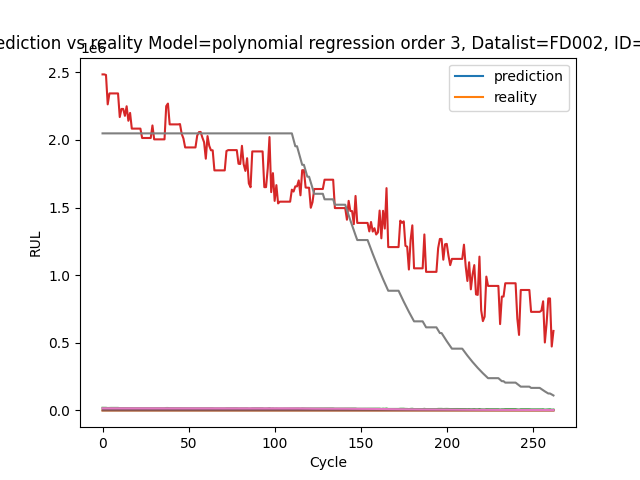 ediction vs reality Model=polynomial regression order 3, Datalist=FD002, ID=
1e6
prediction
reality
2.5
2.0
1.5
1.0
0.5
0.0
RUL
0 50 100 150 200 250
Cycle